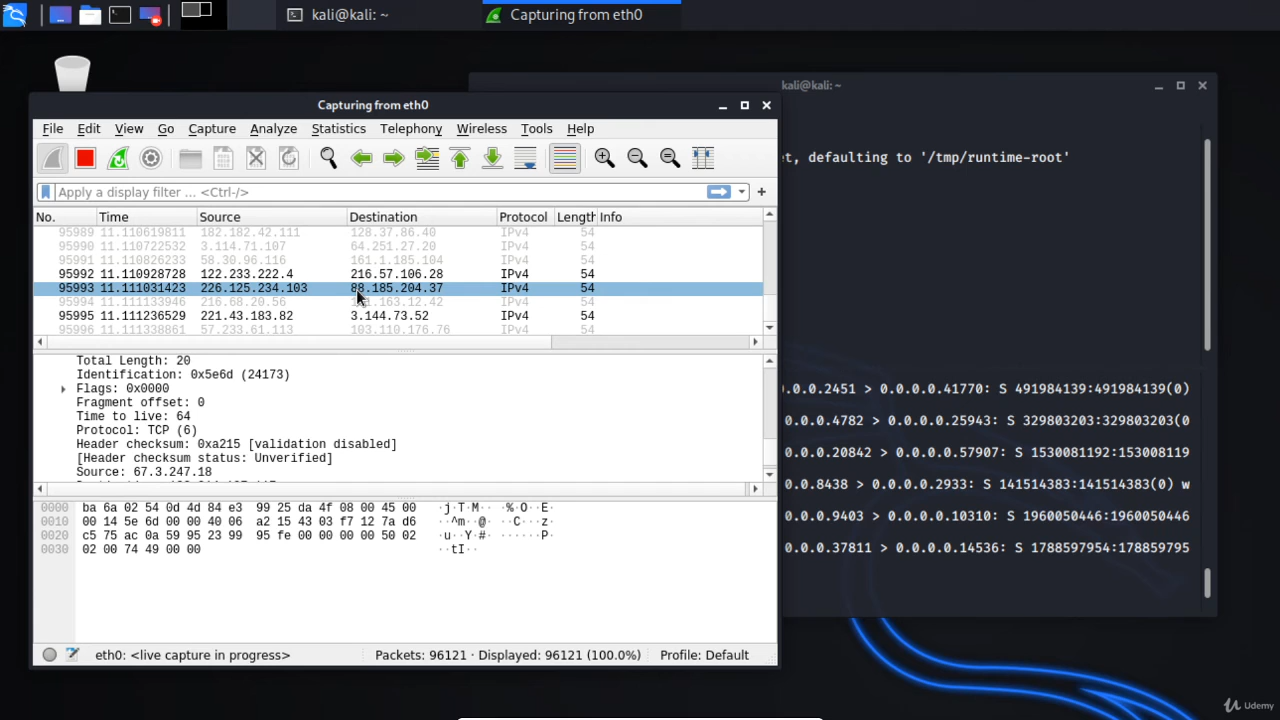 kali@kali: ~
Capturing from eth0
kali@kali: ~
et, defaulting to '/tmp/runtime-root'
Capturing from eth0
File Edit View Go Capture Analyze Statistics Telephony Wireless Tools Help
Apply a display filter ... <Ctrl-/>
+
No. Time Source Destination Protocol Length Info
95989 11.110619811 182.182.42.111 128.37.86.40 IPv4 54
95990 11.110722532 3.114.71.107 64.251.27.20 IPv4 54
95991 11.110826233 58.30.96.116 161.1.185.104 IPv4 54
95992 11.110928728 122.233.222.4 216.57.106.28 IPv4 54
95993 11.111031423 226.125.234.103 88.185.204.37 IPv4 54
95994 11.111133946 216.68.20.56 .163.12.42 IPv4 54
95995 11.111236529 221.43.183.82 3.144.73.52 IPv4 54
95996 11.111338861 57.233.61.113 103.110.176.76 IPv4 54
Total Length: 20
Identification: 0x5e6d (24173)
Flags: 0x0000
Fragment offset: 0
Time to live: 64
Protocol: TCP (6)
Header checksum: 0xa215 [validation disabled]
[Header checksum status: Unverified]
Source: 67.3.247.18
0000 ba 6a 02 54 0d 4d 84 e3 99 25 da 4f 08 00 45 00 ·j·T·M·· ·%·O··E·
0010 00 14 5e 6d 00 00 40 06 a2 15 43 03 f7 12 7a d6 ··^m··@· ··C···z·
0020 c5 75 ac 0a 59 95 23 99 95 fe 00 00 00 00 50 02 ·u··Y·#· ······P·
0030 02 00 74 49 00 00 ··tI··
.0.0.0.2451 > 0.0.0.0.41770: S 491984139:491984139(0)
.0.0.4782 > 0.0.0.0.25943: S 329803203:329803203(0
.0.0.20842 > 0.0.0.0.57907: S 1530081192:153008119
.0.0.8438 > 0.0.0.0.2933: S 141514383:141514383(0) w
.0.0.9403 > 0.0.0.0.10310: S 1960050446:1960050446
.0.0.37811 > 0.0.0.0.14536: S 1788597954:178859795
eth0: <live capture in progress>
Packets: 96121 · Displayed: 96121 (100.0%)
Profile: Default
Udemy